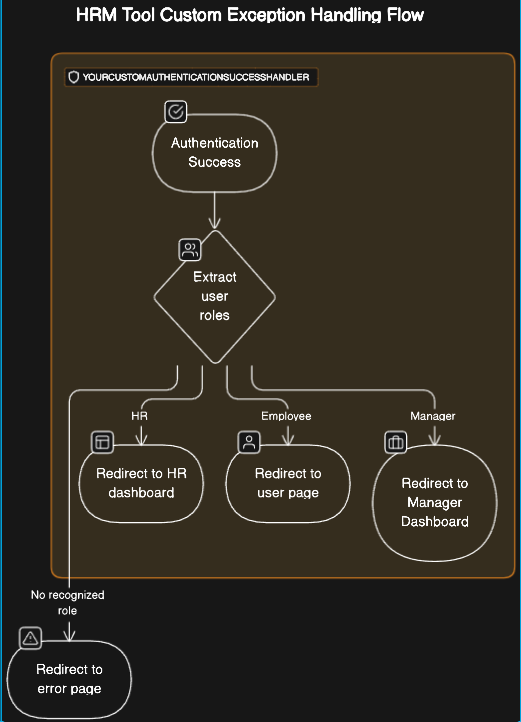 HRM Tool Custom Exception Handling Flow
YOURCUSTOMAUTHENTICATIONSUCCESSHANDLER
Authentication
Success
Extract
user
roles
HR
Employee
Manager
Redirect to HR
dashboard
Redirect to
user page
Redirect to
Manager
Dashboard
No recognized
role
Redirect to
error page